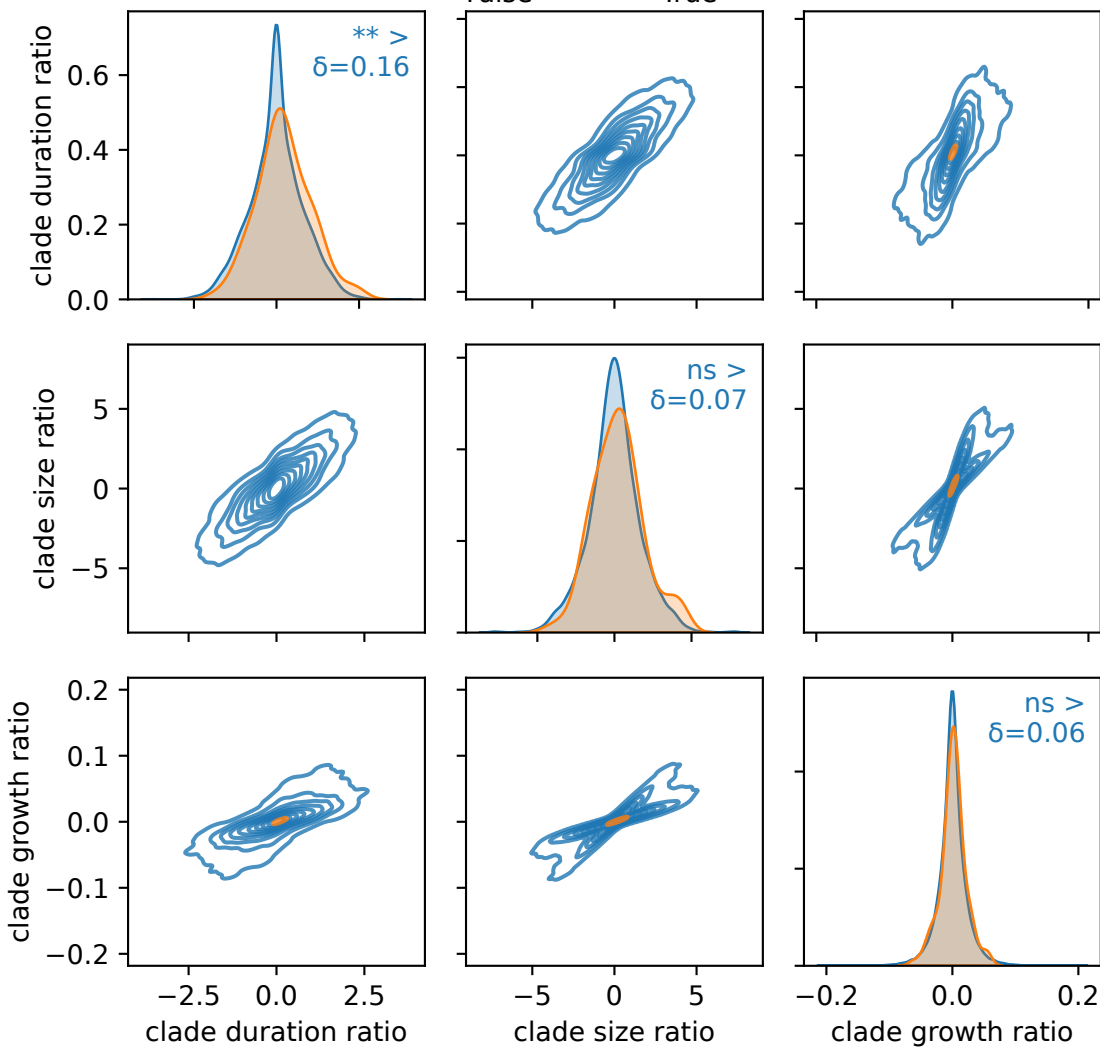 ** >
δ=0.16
clade duration ratio
0.6
0.4
0.2
0.0
ns >
δ=0.07
clade size ratio
5
0
−5
ns >
δ=0.06
clade growth ratio
0.2
0.1
0.0
−0.1
−0.2
−2.5 0.0 2.5
−5 0 5
−0.2 0.0 0.2
clade duration ratio
clade size ratio
clade growth ratio